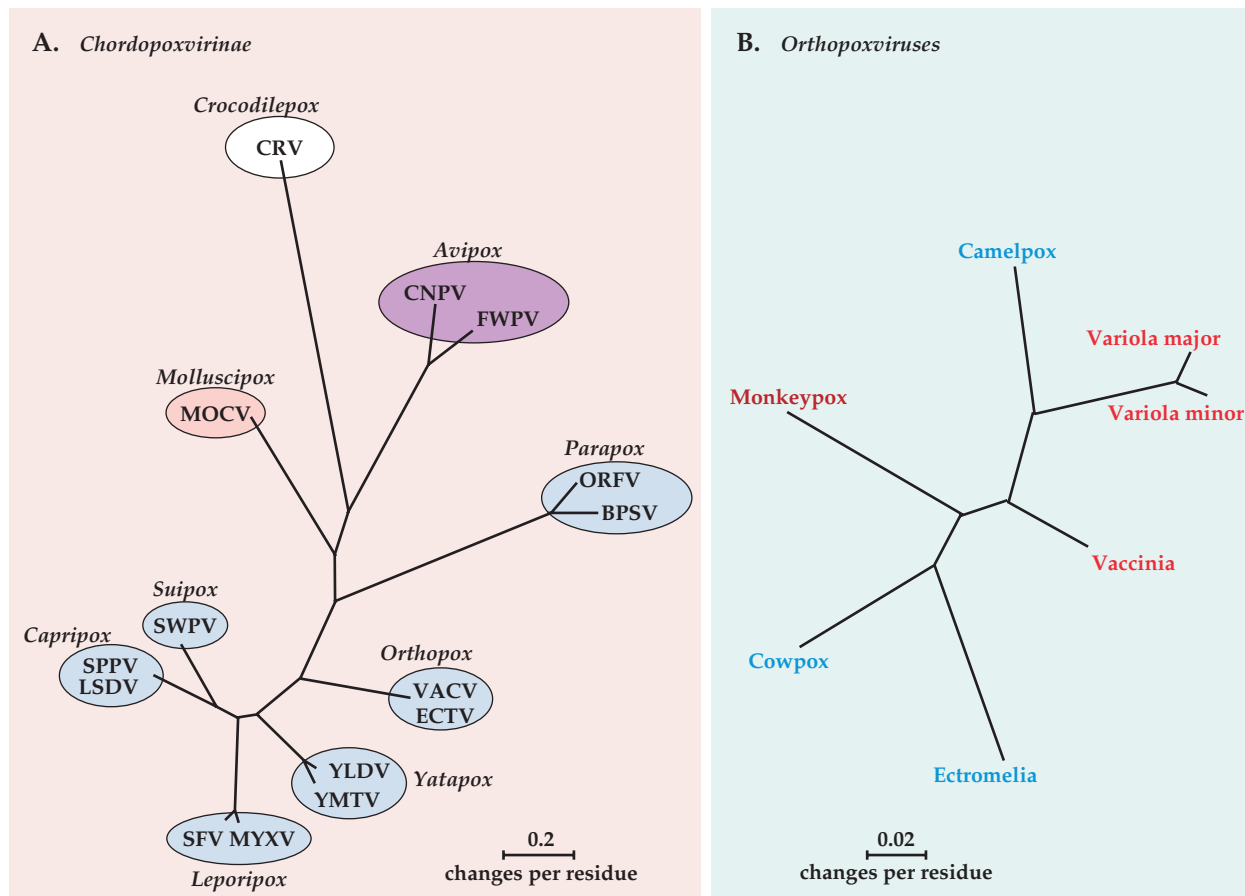 A. Chordopoxvirinae
Crocodilepox
CRV
Avipox
CNPV
FWPV
Molluscipox
MOCV
Parapox
ORFV
BPSV
Suipox
SWPV
Capripox
SPPV
LSDV
Orthopox
VACV
ECTV
YLDV
YMTV
Yatapox
SFV MYXV
Leporipox
0.2
changes per residue
B. Orthopoxviruses
Camelpox
Variola major
Variola minor
Monkeypox
Vaccinia
Cowpox
Ectromelia
0.02
changes per residue